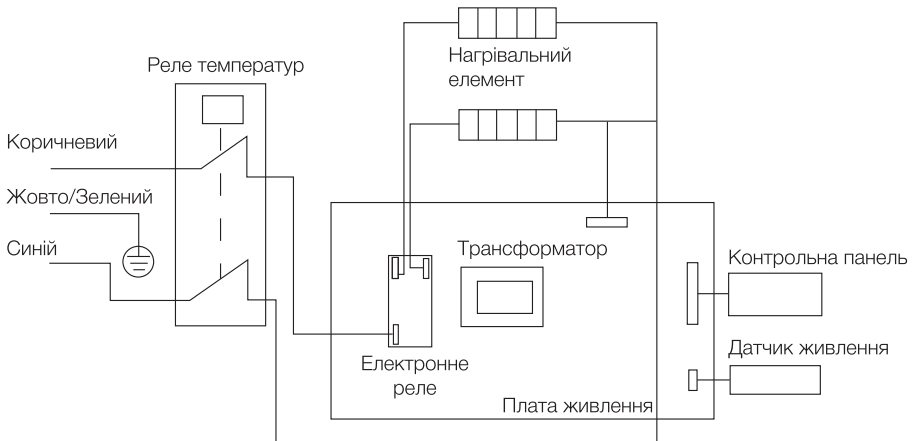 Нагрівальний
елемент
Реле температур
Коричневий
Жовто/Зелений
Синій
Трансформатор
Контрольна панель
Електронне
реле
Датчик живлення
Плата живлення